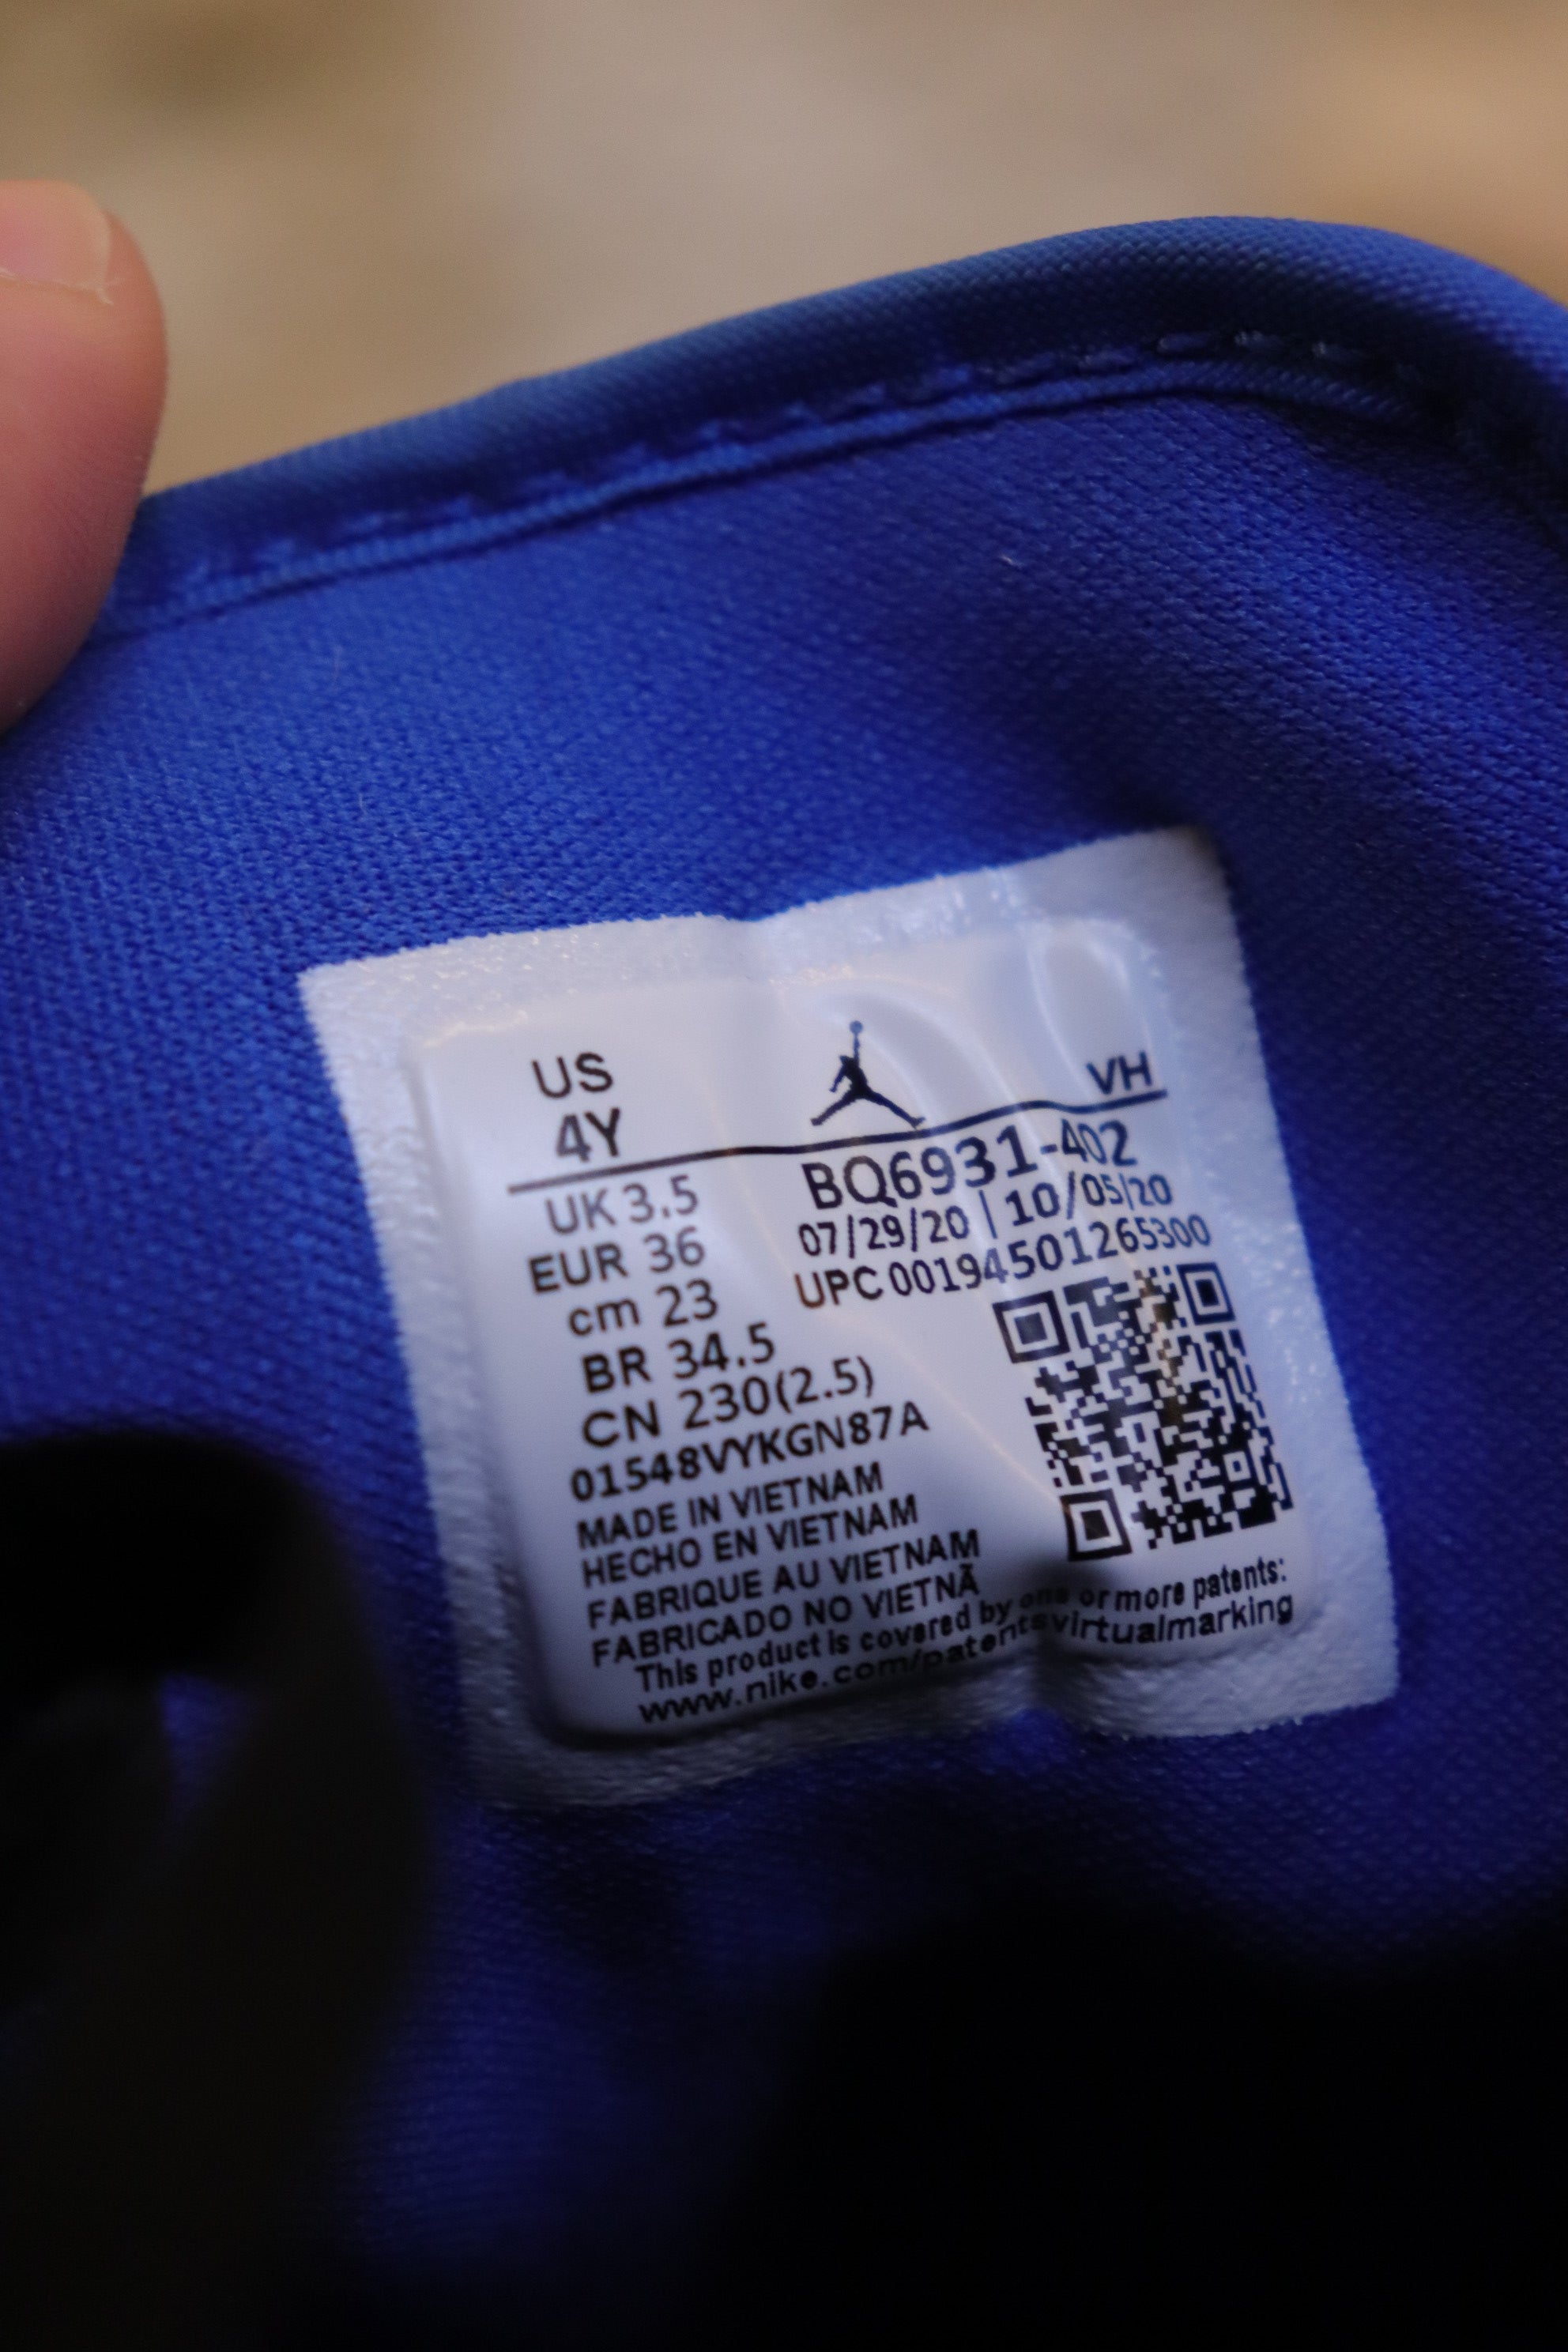 US
4Y
VH
UK 3.5
EUR 36
cm 23
BR 34.5
CN 230(2.5)
BQ6931-402
07/29/20 | 10/05/20
UPC 00194501265300
01548VYKGN87A
MADE IN VIETNAM
HECHO EN VIETNAM
FABRIQUE AU VIETNAM
FABRICADO NO VIETNÃ
This product is covered by one or more patents:
www.nike.com/patentsvirtualmarking